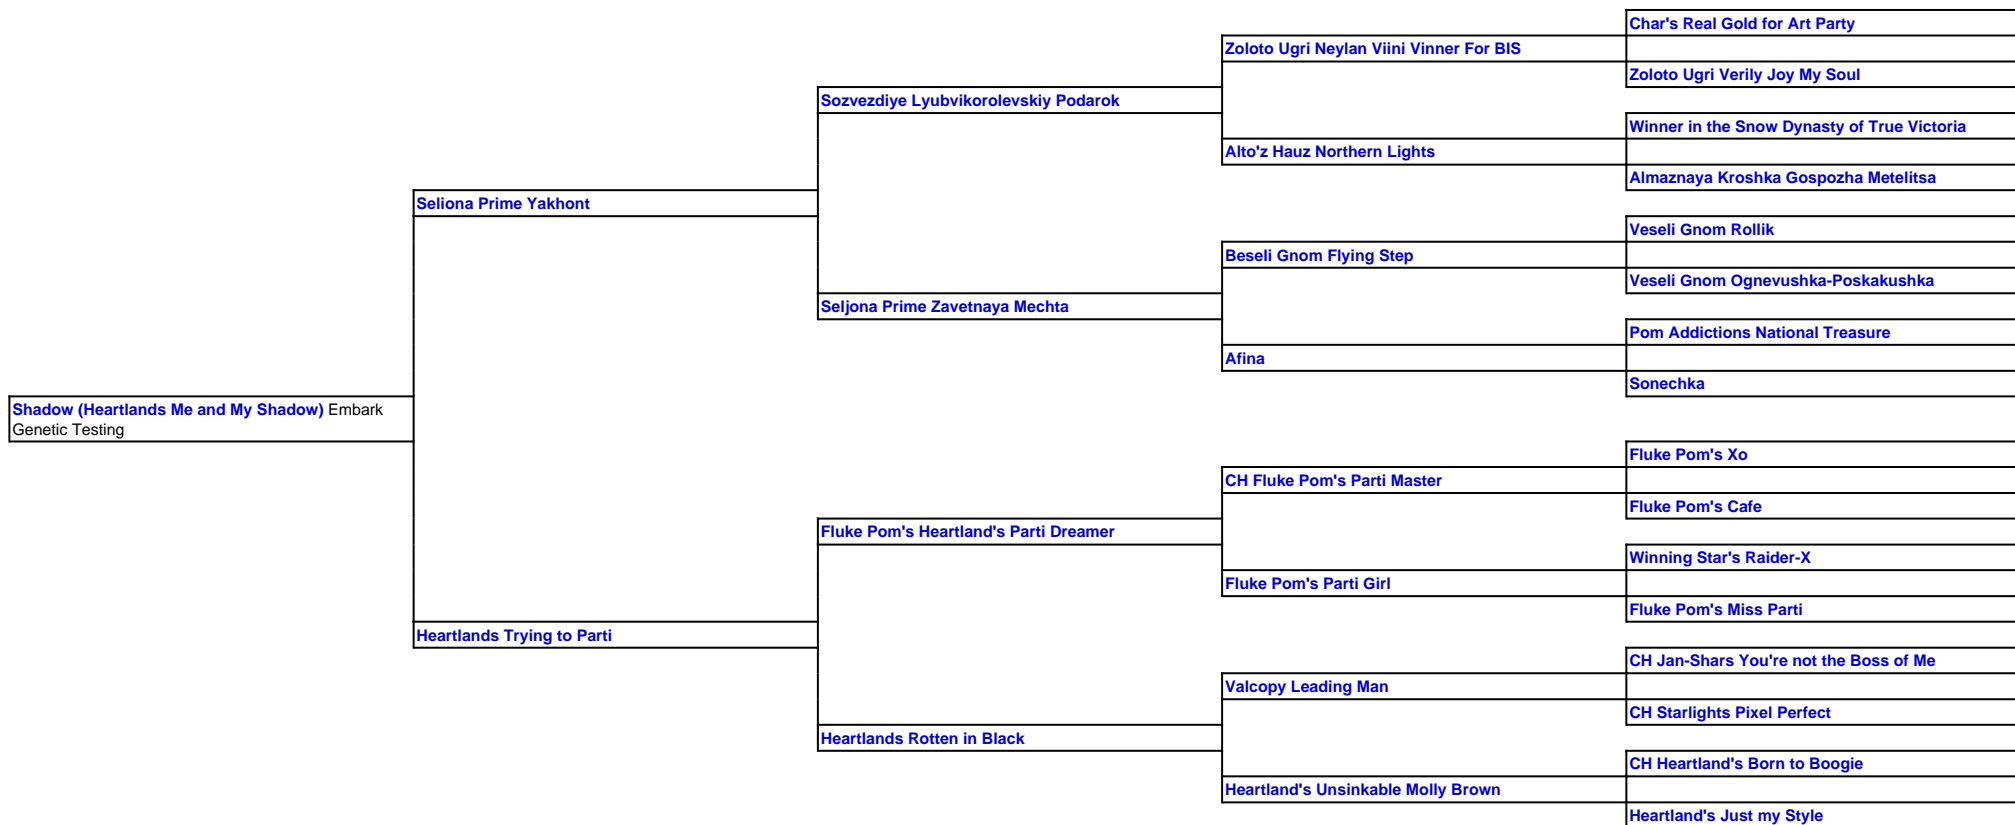 Char's Real Gold for Art Party
Zoloto Ugri Neylan Viini Vinner For BIS
Zoloto Ugri Verily Joy My Soul
Sozvezdiye Lyubvikorolevskiy Podarok
Winner in the Snow Dynasty of True Victoria
Alto'z Hauz Northern Lights
Almaznaya Kroshka Gospozha Metelitsa
Seliona Prime Yakhont
Veseli Gnom Rollik
Beseli Gnom Flying Step
Veseli Gnom Ognevushka-Poskakushka
Seljona Prime Zavetnaya Mechta
Pom Addictions National Treasure
Afina
Sonechka
Shadow (Heartlands Me and My Shadow) Embark
Genetic Testing
Fluke Pom's Xo
CH Fluke Pom's Parti Master
Fluke Pom's Cafe
Fluke Pom's Heartland's Parti Dreamer
Winning Star's Raider-X
Fluke Pom's Parti Girl
Fluke Pom's Miss Parti
Heartlands Trying to Parti
CH Jan-Shars You're not the Boss of Me
Valcopy Leading Man
CH Starlights Pixel Perfect
Heartlands Rotten in Black
CH Heartland's Born to Boogie
Heartland's Unsinkable Molly Brown
Heartland's Just my Style